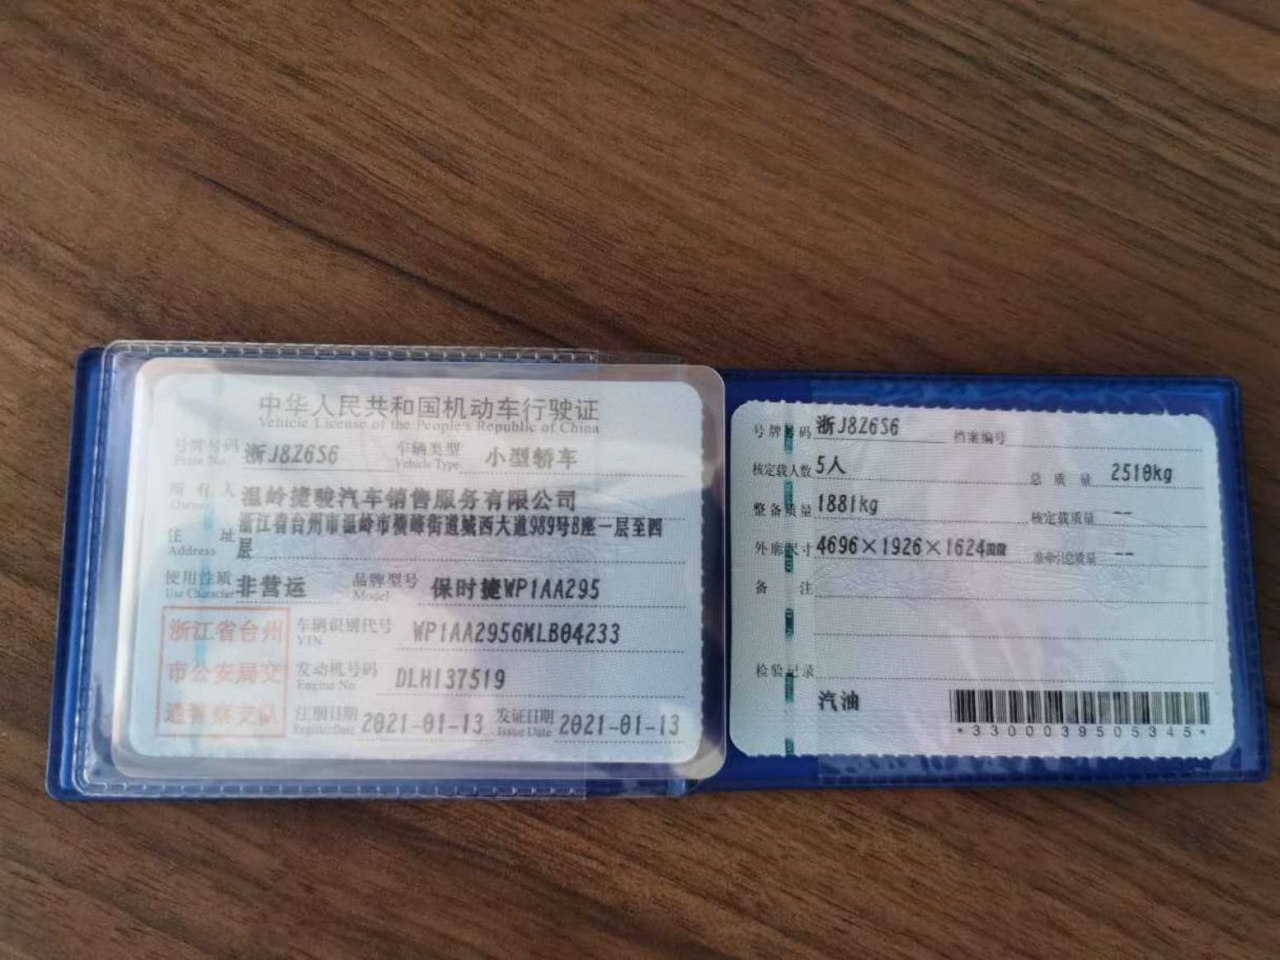 中华人民共和国机动车行驶证
Vehicle License of the People's Republic of China
号牌号码 浙J8Z6S6 车辆类型 小型轿车
Plate No. Vehicle Type
所有人 温岭捷骏汽车销售服务有限公司
Owner
住址 浙江省台州市温岭市横峰街道城西大道989号B座一层至四
Address 层
使用性质 非营运 品牌型号 保时捷WP1AA295
Use Character Model
浙江省台州
市公安局交
通警察支队
车辆识别代号 WP1AA2956MLB04233
VIN
发动机号码 DLH137519
Engine No.
注册日期 2021-01-13 发证日期 2021-01-13
Register Date Issue Date
号牌号码 浙J8Z6S6 档案编号
核定载人数 5人 总质量 2510kg
整备质量 1881kg 核定载质量 --
外廓尺寸 4696×1926×1624mm 准牵引总质量 --
备注
检验记录
汽油
*3300039505345*